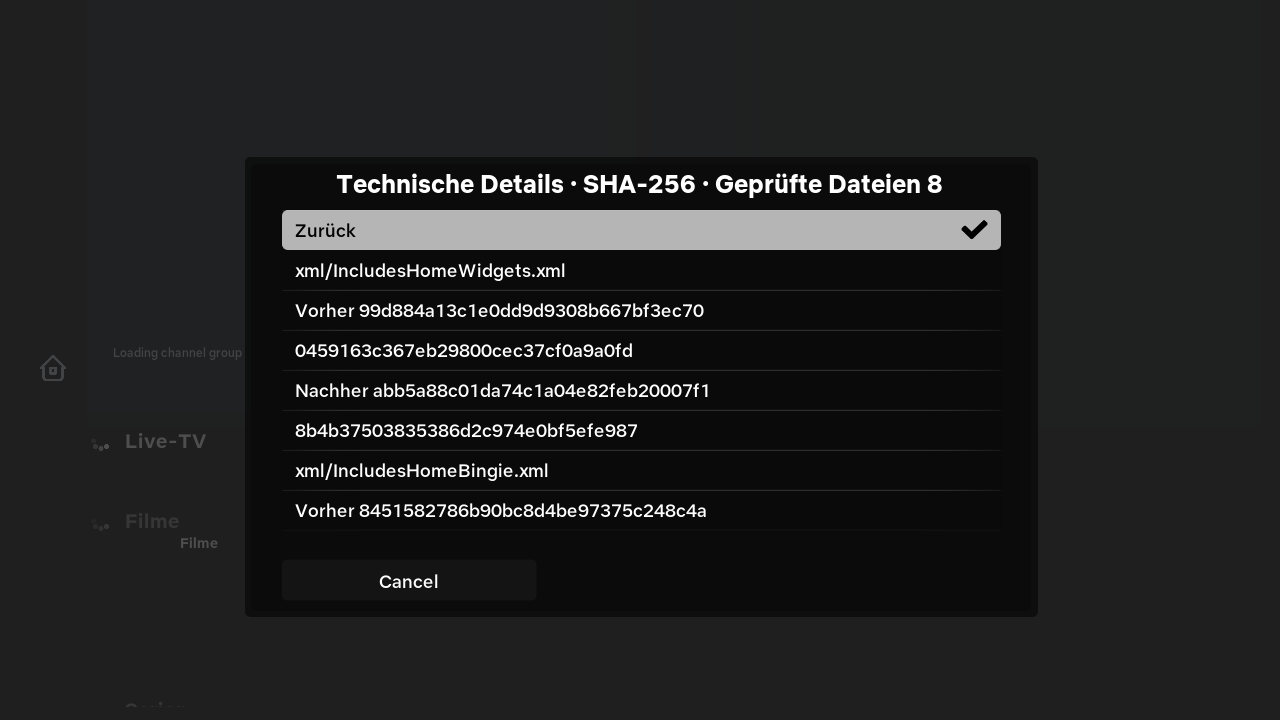 Technische Details · SHA-256 · Geprüfte Dateien 8
Zurück
xml/IncludesHomeWidgets.xml
Vorher 99d884a13c1e0dd9d9308b667bf3ec70
0459163c367eb29800cec37cf0a9a0fd
Nachher abb5a88c01da74c1a04e82feb20007f1
8b4b37503835386d2c974e0bf5efe987
xml/IncludesHomeBingie.xml
Vorher 8451582786b90bc8d4be97375c248c4a
Cancel
Loading channel group
Live-TV
Filme
Filme